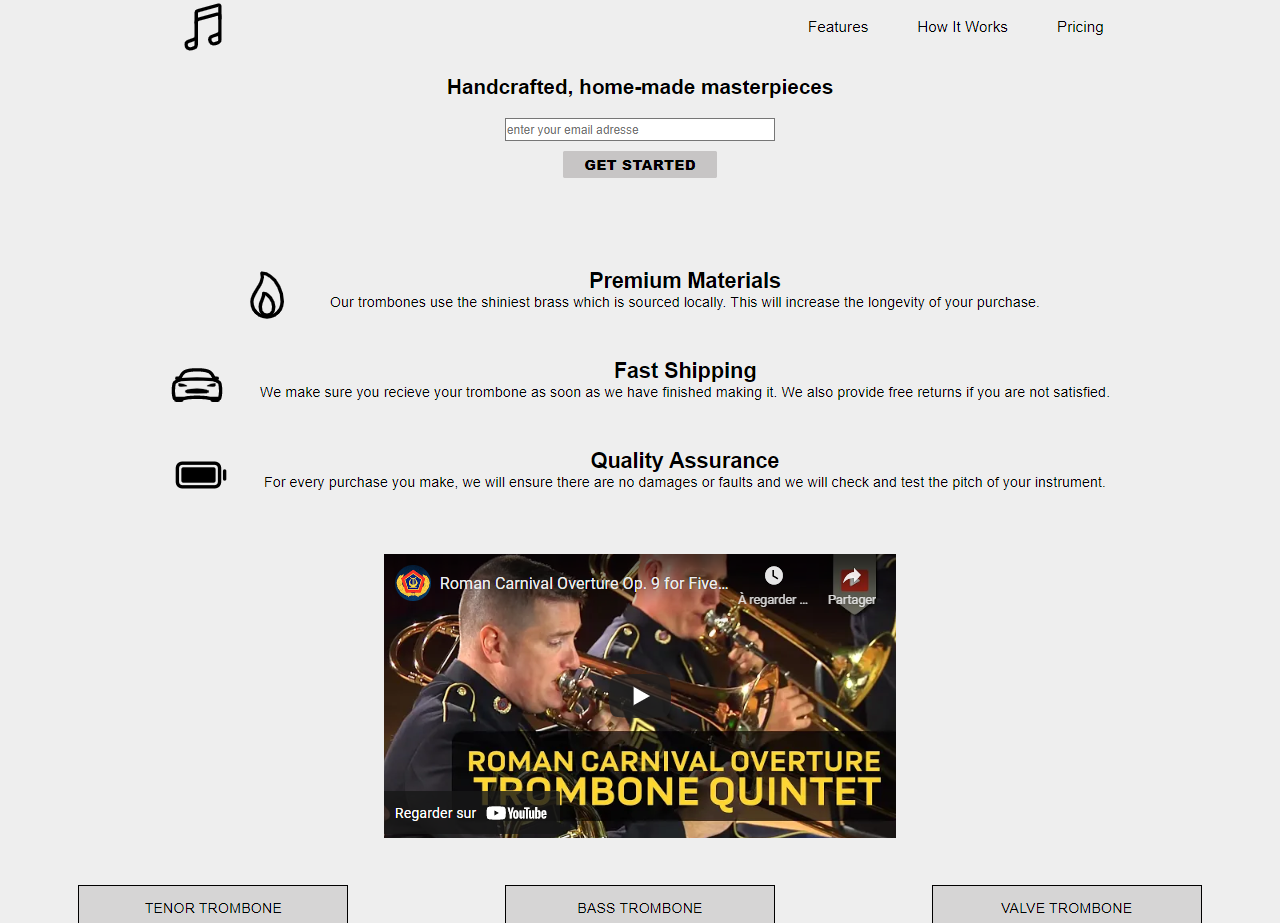 Features How It Works Pricing
Handcrafted, home-made masterpieces
enter your email adresse
GET STARTED
Premium Materials
Our trombones use the shiniest brass which is sourced locally. This will increase the longevity of your purchase.
Fast Shipping
We make sure you recieve your trombone as soon as we have finished making it. We also provide free returns if you are not satisfied.
Quality Assurance
For every purchase you make, we will ensure there are no damages or faults and we will check and test the pitch of your instrument.
Roman Carnival Overture Op. 9 for Five...
À regarder ... Partager
ROMAN CARNIVAL OVERTURE
TROMBONE QUINTET
Regarder sur YouTube
TENOR TROMBONE BASS TROMBONE VALVE TROMBONE